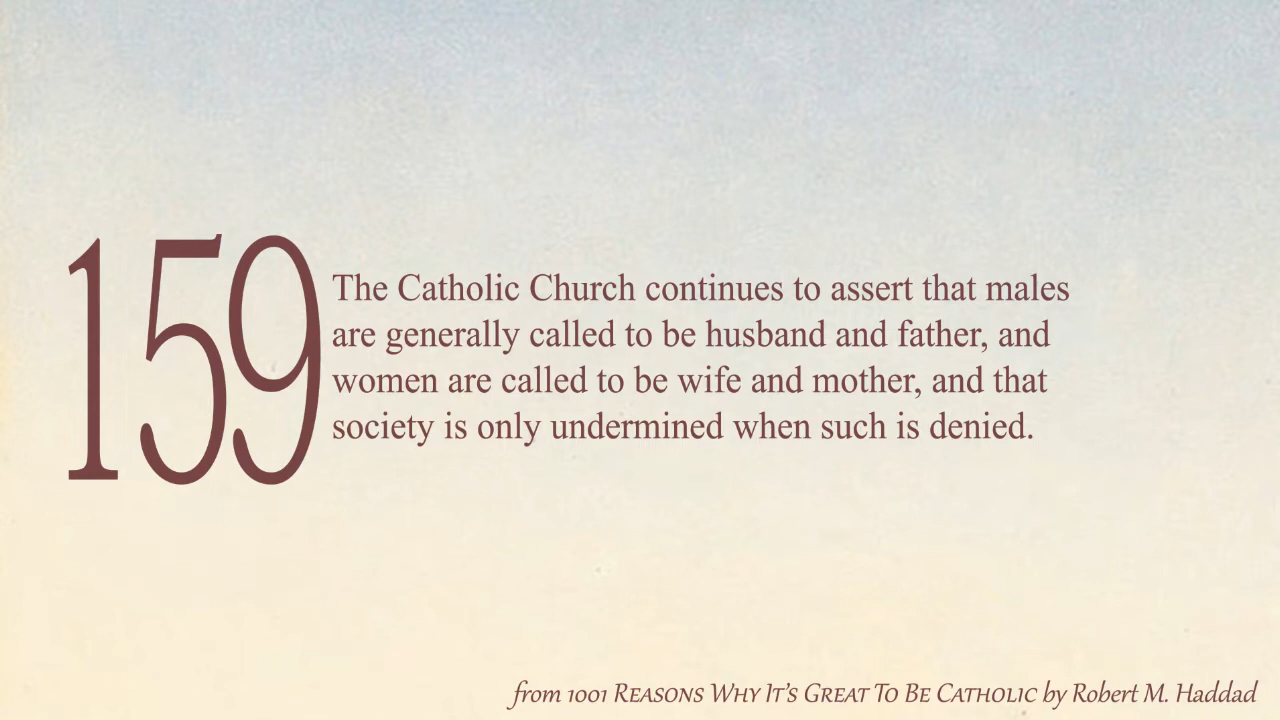 159
The Catholic Church continues to assert that males
are generally called to be husband and father, and
women are called to be wife and mother, and that
society is only undermined when such is denied.
from 1001 REASONS WHY IT'S GREAT TO BE CATHOLIC by Robert M. Haddad